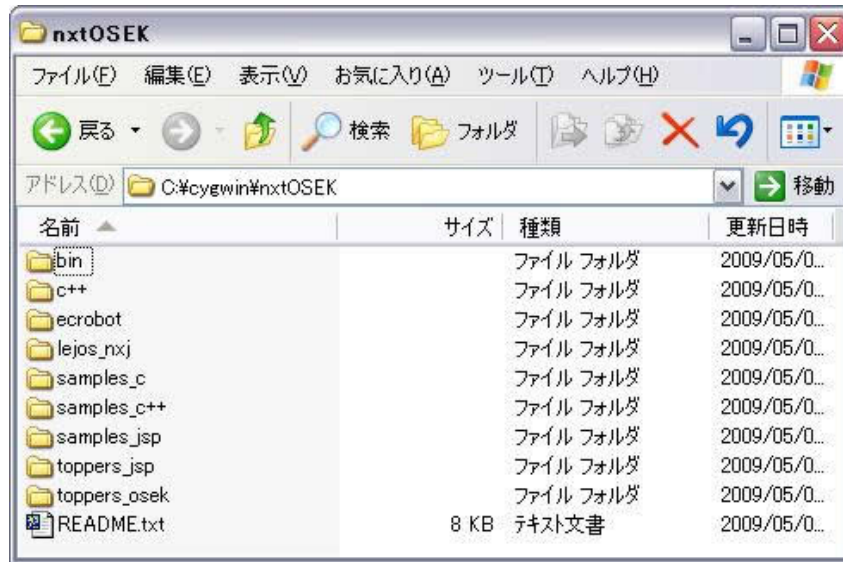 nxtOSEK
ファイル(F) 編集(E) 表示(V) お気に入り(A) ツール(T) ヘルプ(H)
戻る 検索 フォルダ
アドレス(D) C:¥cygwin¥nxtOSEK 移動
名前 サイズ 種類 更新日時
bin ファイル フォルダ 2009/05/0...
c++ ファイル フォルダ 2009/05/0...
ecrobot ファイル フォルダ 2009/05/0...
lejos_nxj ファイル フォルダ 2009/05/0...
samples_c ファイル フォルダ 2009/05/0...
samples_c++ ファイル フォルダ 2009/05/0...
samples_jsp ファイル フォルダ 2009/05/0...
toppers_jsp ファイル フォルダ 2009/05/0...
toppers_osek ファイル フォルダ 2009/05/0...
README.txt 8 KB テキスト文書 2009/05/0...